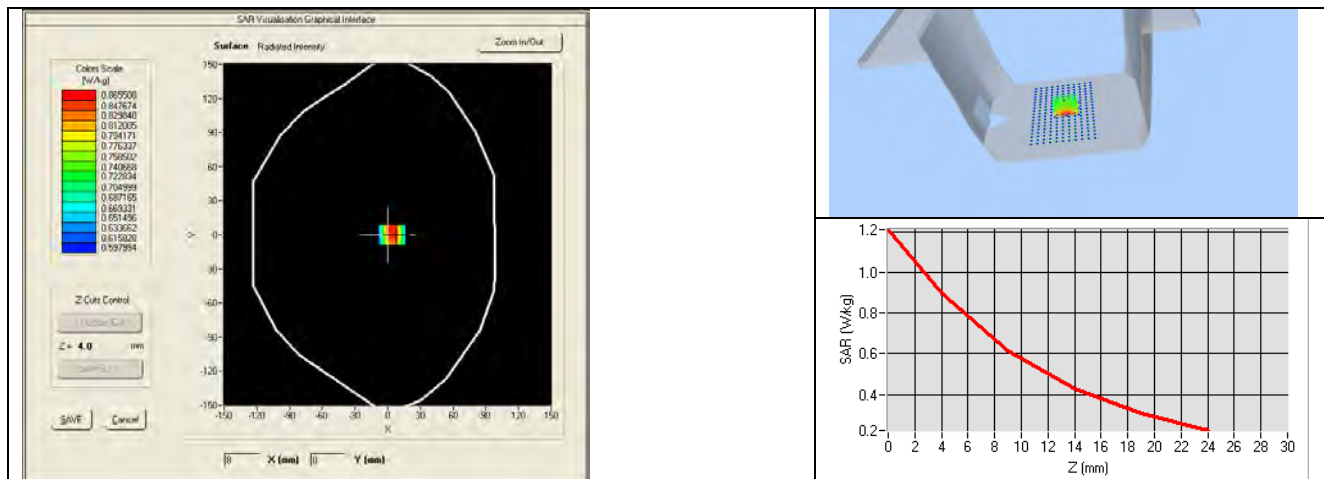 SAR Visualisation Graphical Interface
Surface Radiated Intensity
Zoom In/Out
Colors Scale
(W/kg)
0.865508
0.847674
0.829840
0.812005
0.794171
0.776337
0.758502
0.740668
0.722834
0.704999
0.687165
0.669331
0.651496
0.633662
0.615828
0.597994
150
120
90
60
30
0
-30
-60
-90
-120
-150
Y
-150 -120 -90 -60 -30 0 30 60 90 120 150
X
Z Cuts Control
Z = 4.0 mm
SAVE Cancel
8 X (mm) 0 Y (mm)
1.2
1.0
0.8
0.6
0.4
0.2
SAR (W/kg)
0 2 4 6 8 10 12 14 16 18 20 22 24 26 28 30
Z (mm)